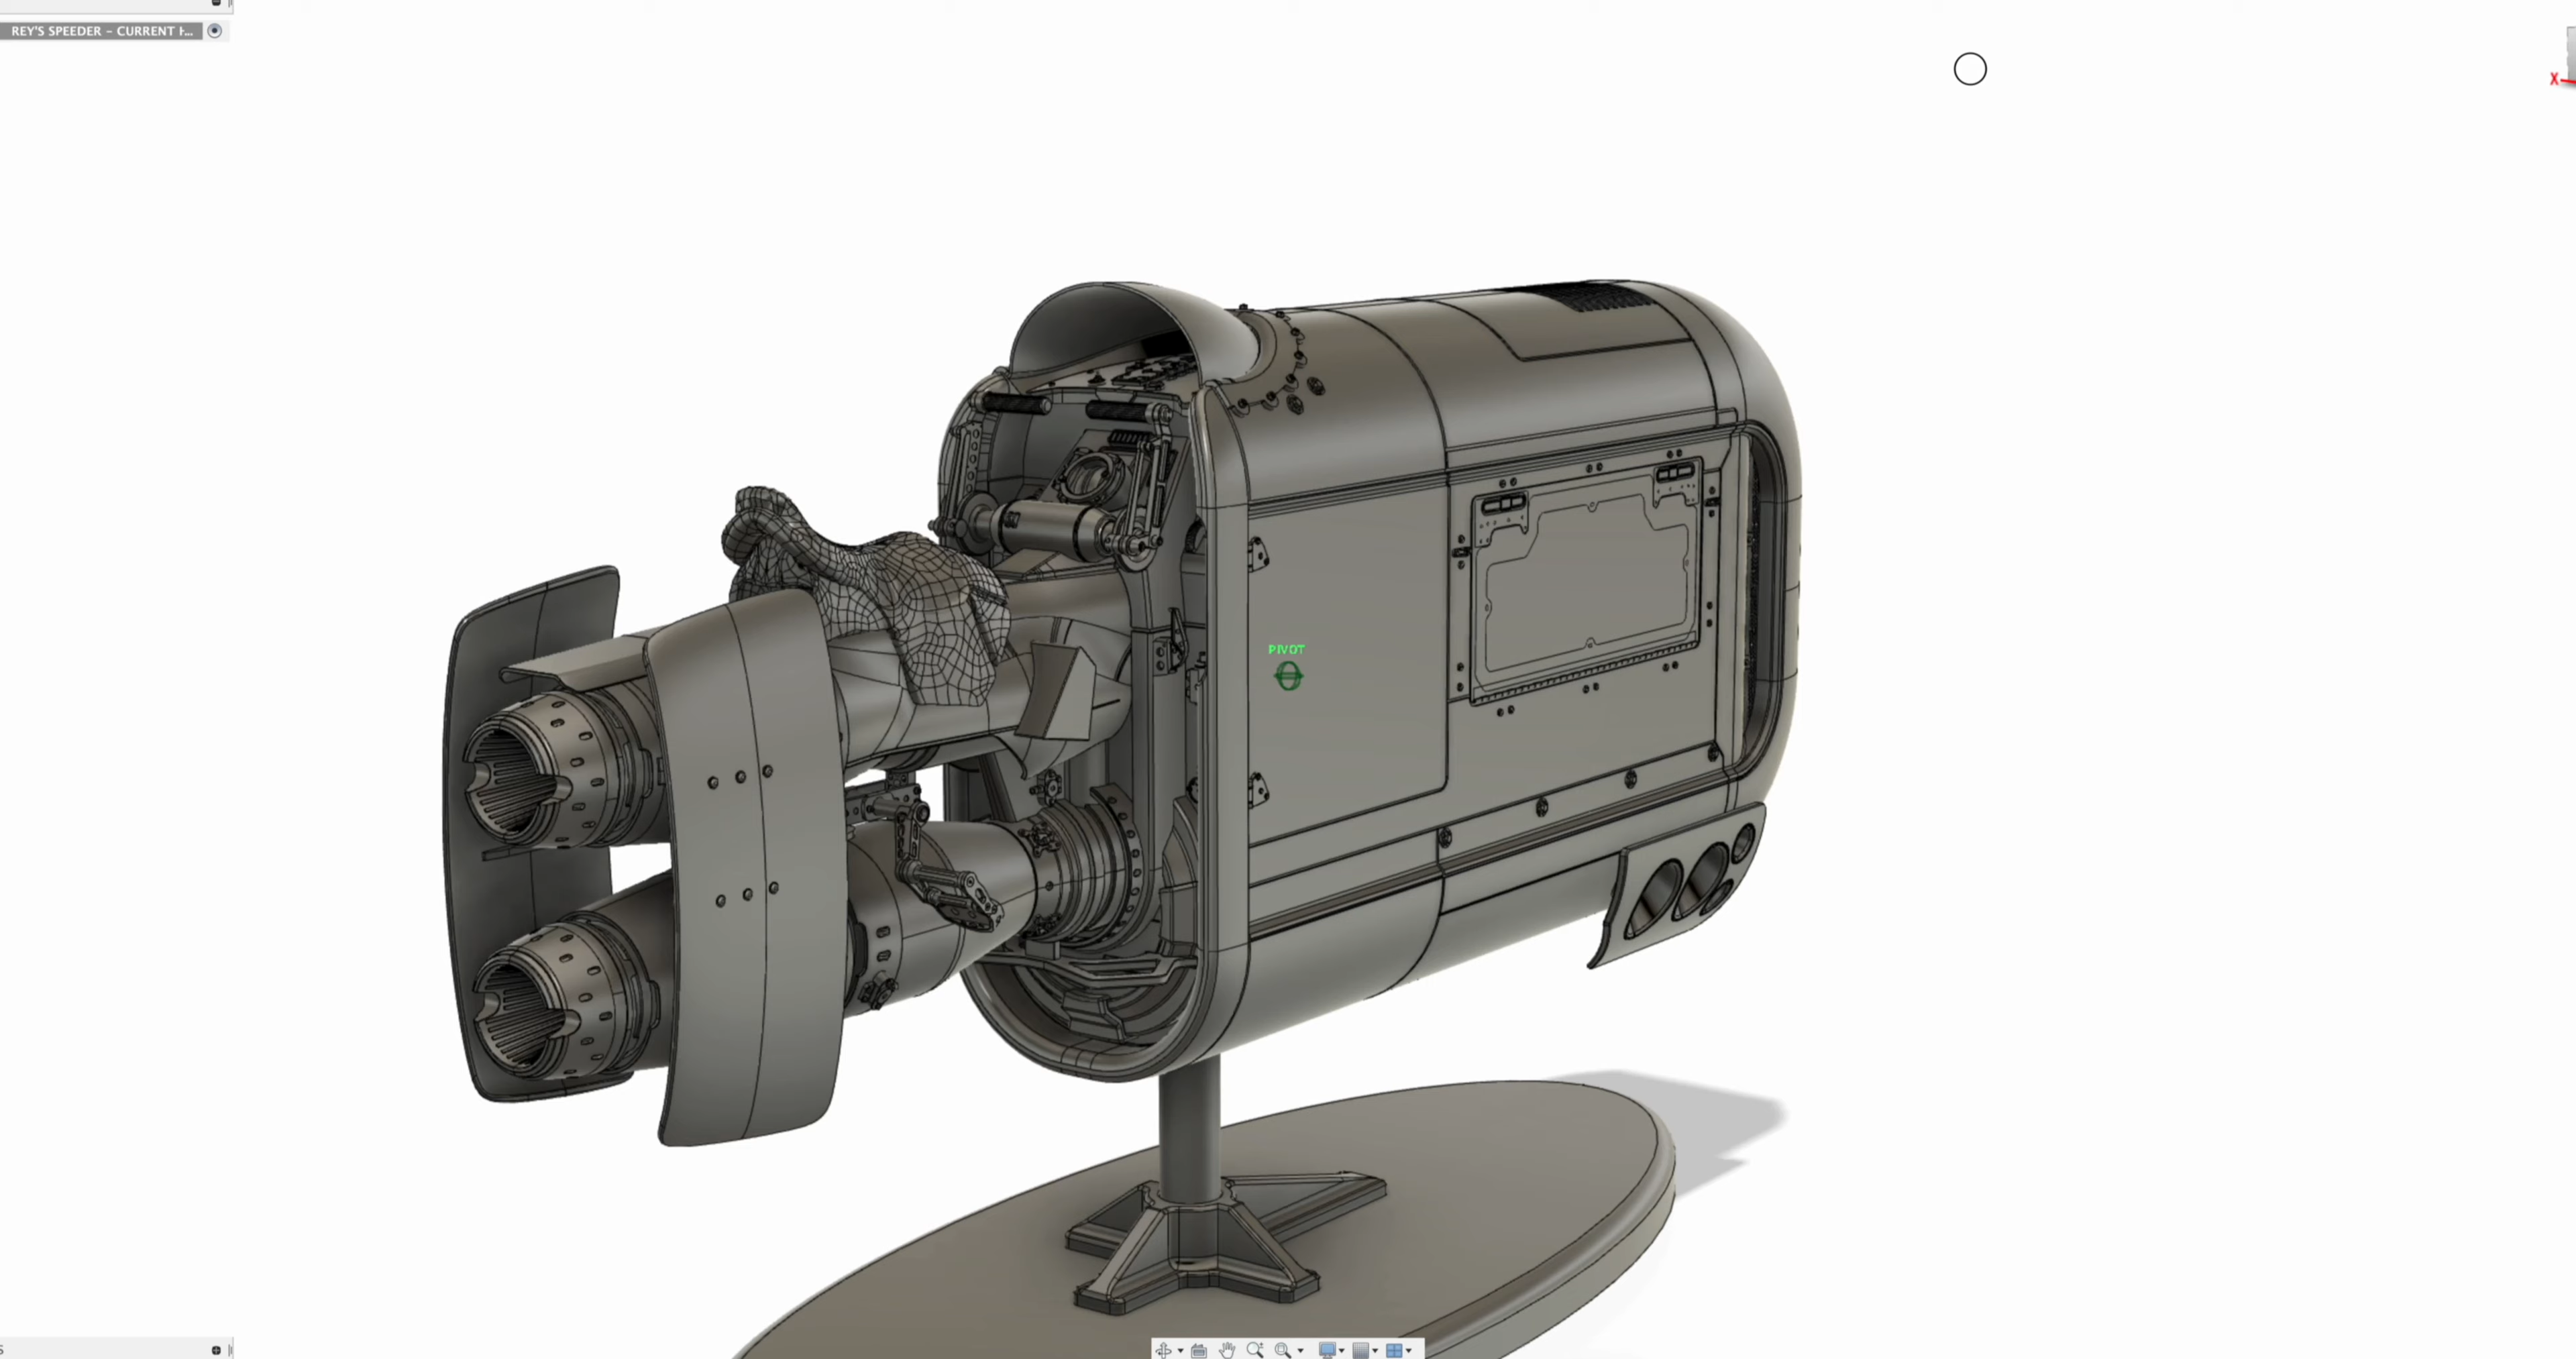 REY'S SPEEDER – CURRENT H...
X
PIVOT
S